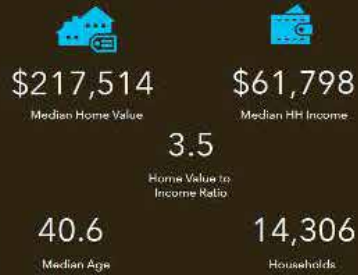 $217,514
Median Home Value
$61,798
Median HH Income
3.5
Home Value to
Income Ratio
40.6
Median Age
14,306
Households